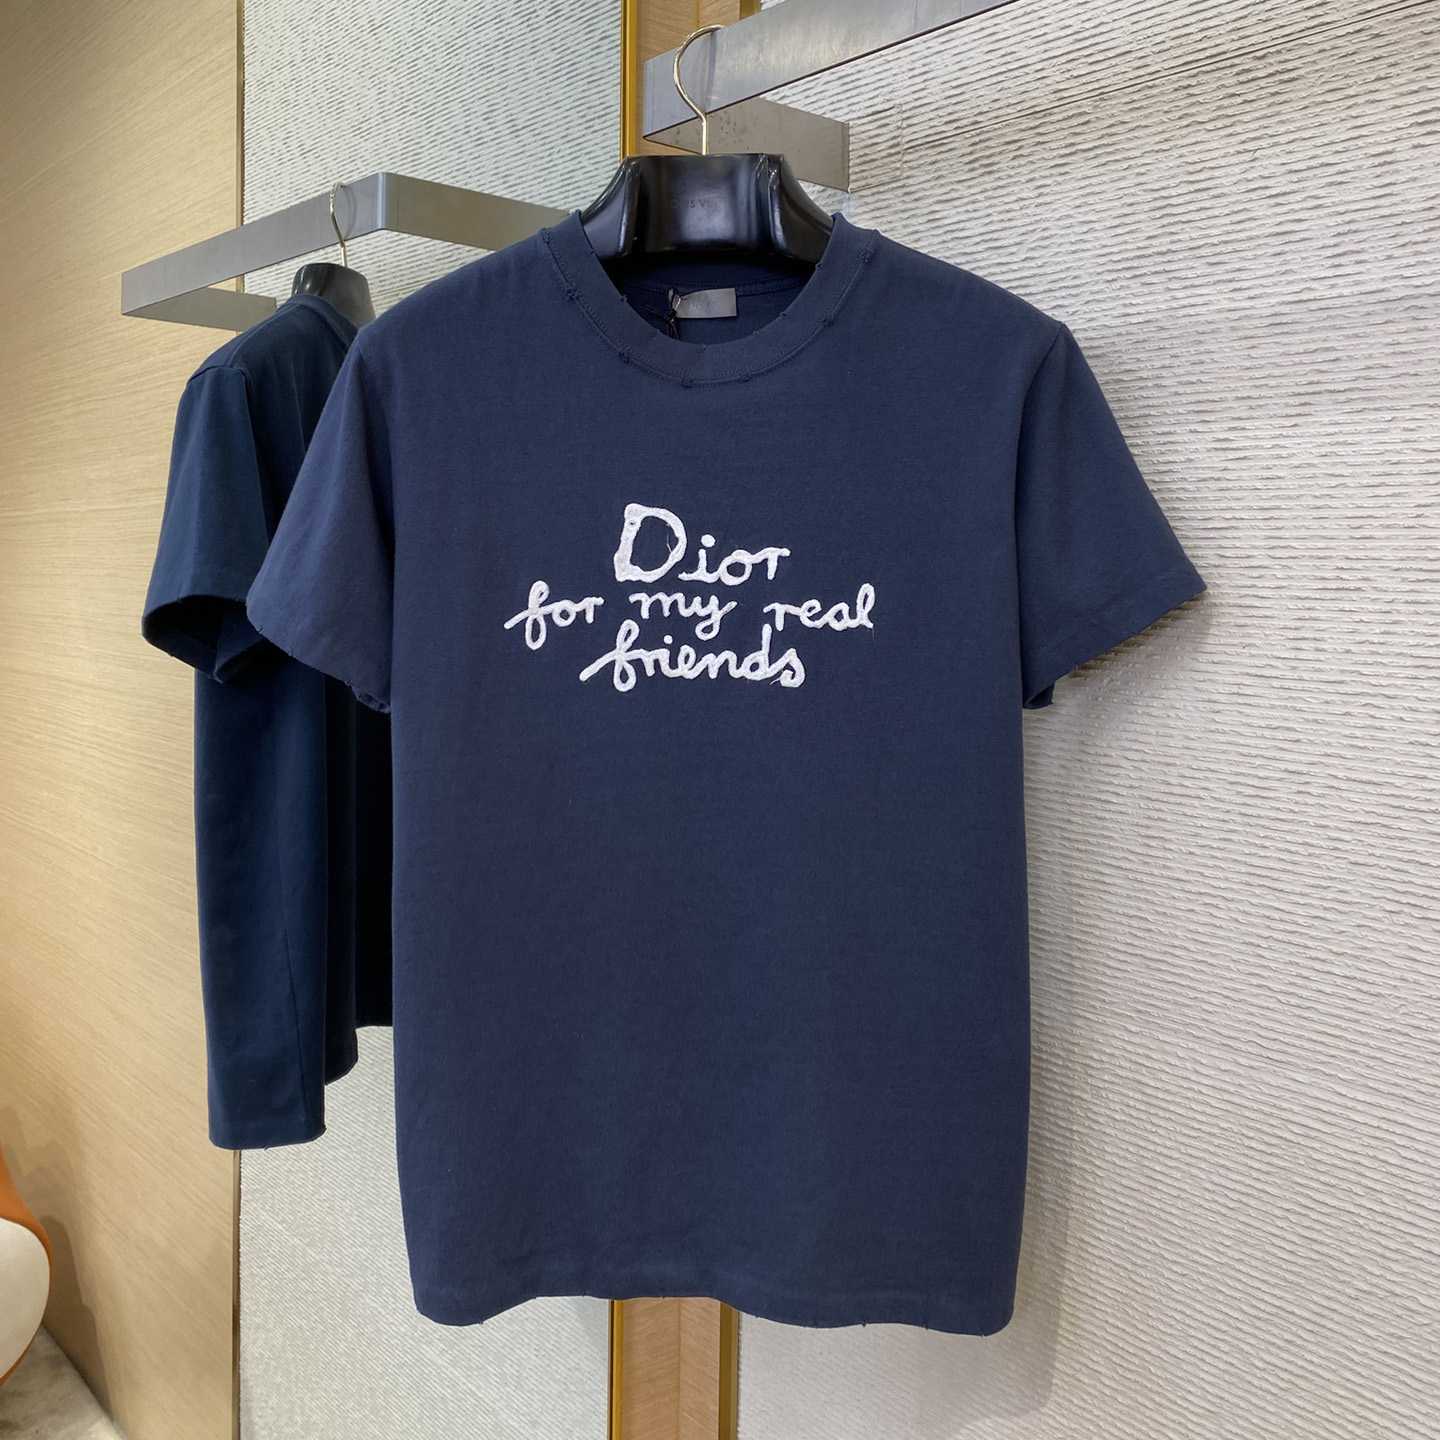 Dior
for my real
friends